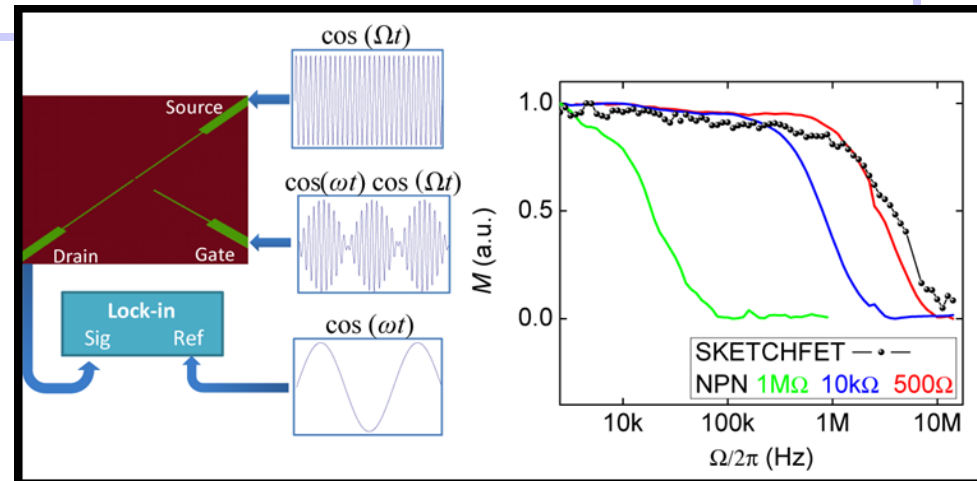 cos (Ωt)
Source
cos(ωt) cos (Ωt)
Drain
Gate
Lock-in
Sig Ref
cos (ωt)
M (a.u.)
1.0
0.5
0.0
SKETCHFET
NPN 1MΩ 10kΩ 500Ω
10k 100k 1M 10M
Ω/2π (Hz)